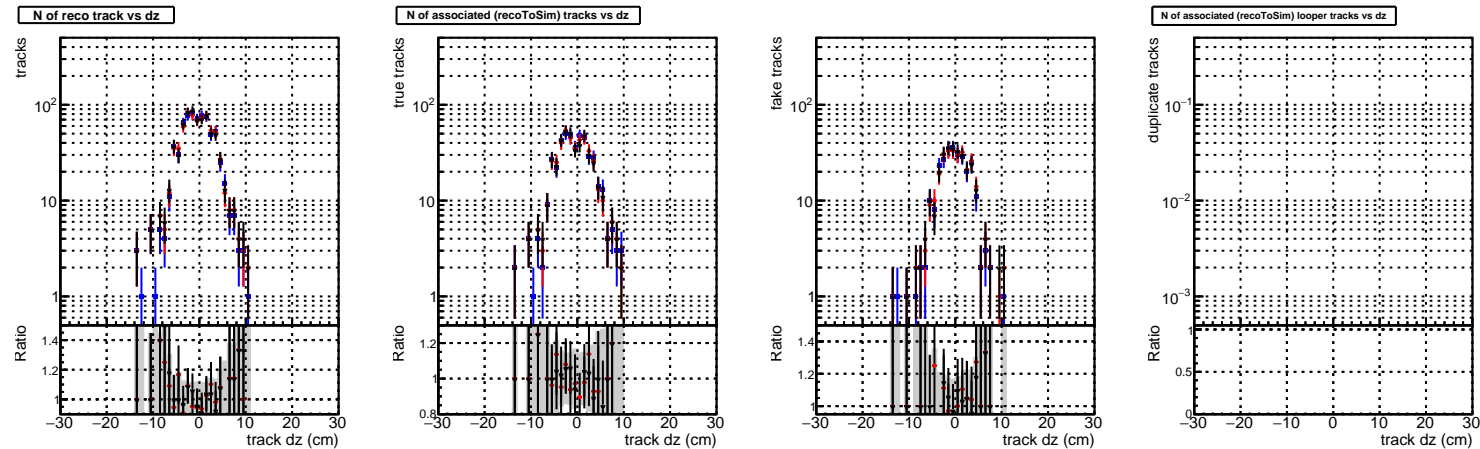 N of reco track vs dz
tracks
10²
10
1
Ratio
1.4
1.2
1
−30 −20 −10 0 10 20 30
track dz (cm)
N of associated (recoToSim) tracks vs dz
true tracks
10²
10
1
Ratio
1.2
1
0.8
−30 −20 −10 0 10 20 30
track dz (cm)
fake tracks
10²
10
1
Ratio
1.4
1.2
1
−30 −20 −10 0 10 20 30
track dz (cm)
N of associated (recoToSim) looper tracks vs dz
duplicate tracks
10⁻¹
10⁻²
10⁻³
Ratio
1
0.5
0
−30 −20 −10 0 10 20 30
track dz (cm)